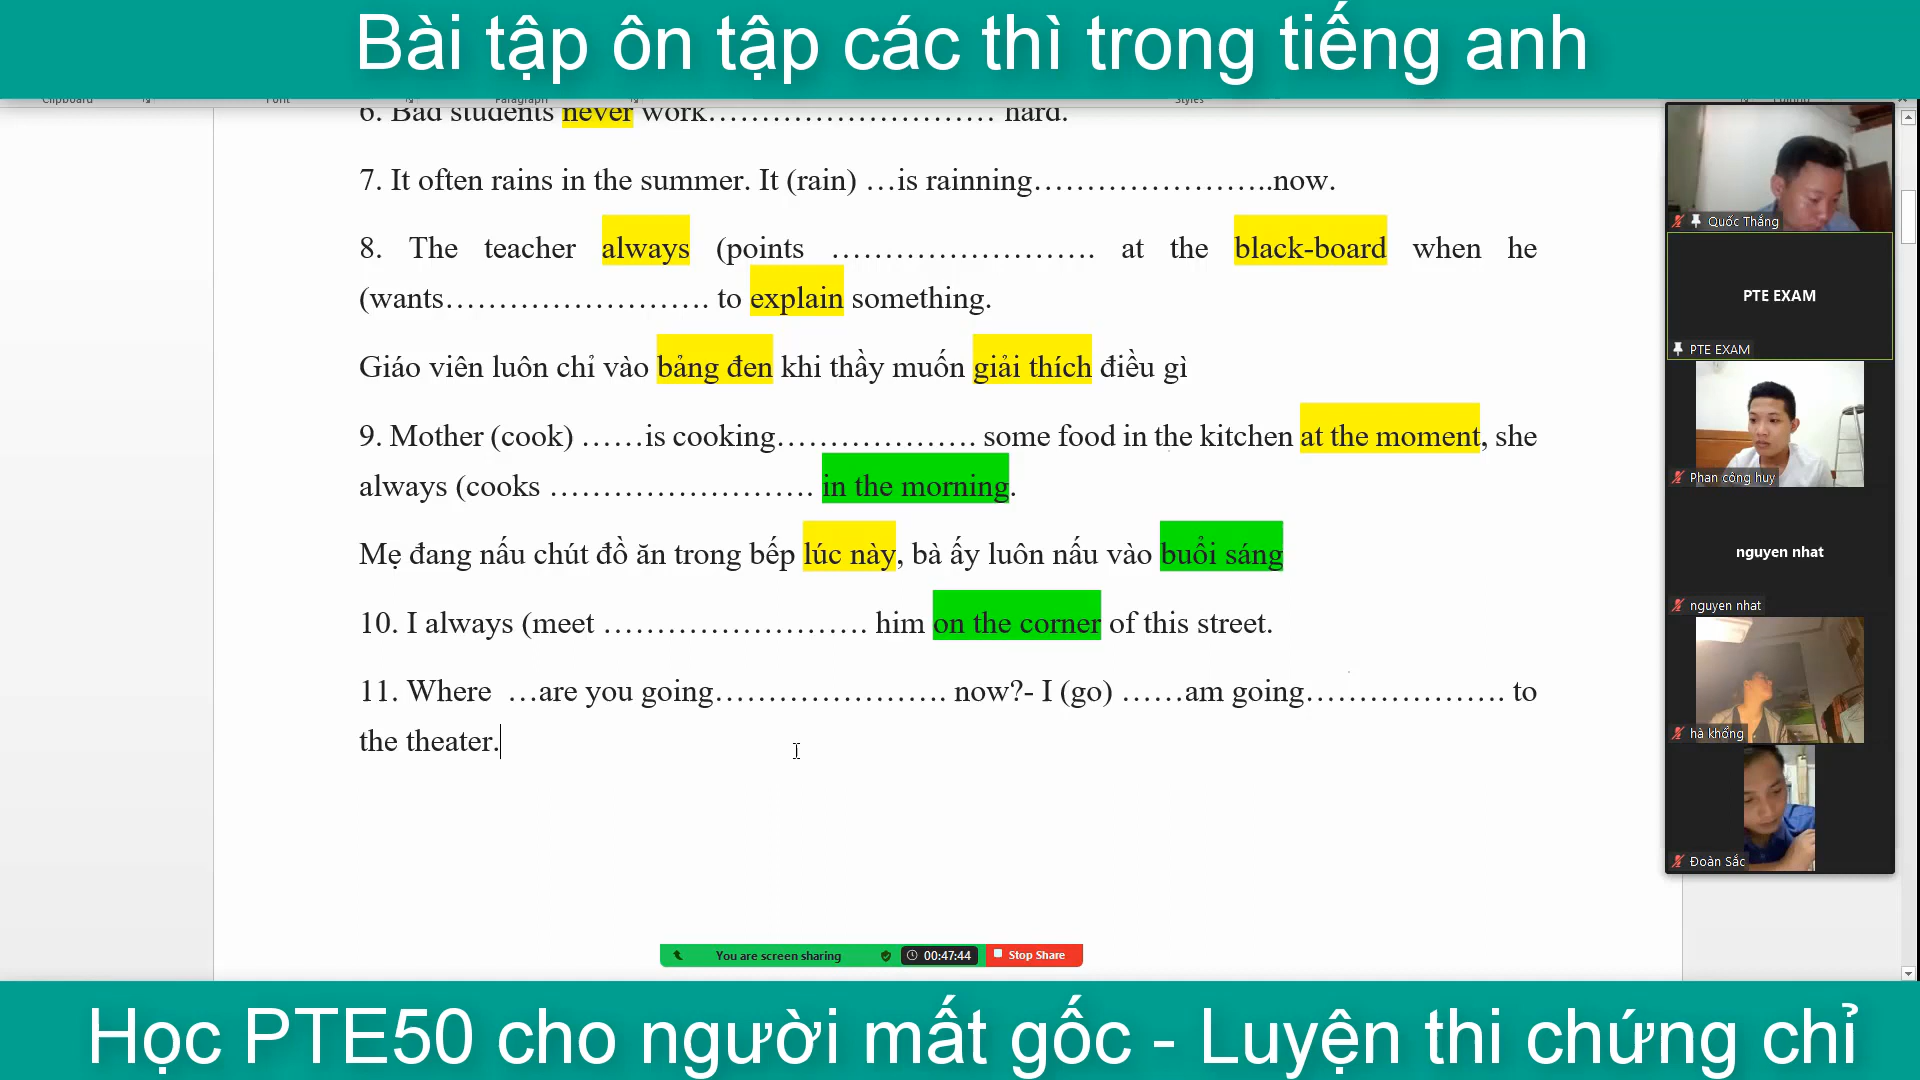 Bài tập ôn tập các thì trong tiếng anh
Clipboard Font Paragraph Styles Editing
6. Bad students never work……………………… hard.
7. It often rains in the summer. It (rain) …is rainning…………………..now.
8. The teacher always (points ……………………. at the black-board when he
(wants……………………. to explain something.
Giáo viên luôn chỉ vào bảng đen khi thầy muốn giải thích điều gì
9. Mother (cook) ……is cooking………………. some food in the kitchen at the moment, she
always (cooks ……………………. in the morning.
Mẹ đang nấu chút đồ ăn trong bếp lúc này, bà ấy luôn nấu vào buổi sáng
10. I always (meet ……………………. him on the corner of this street.
11. Where …are you going…………………. now?- I (go) ……am going………………. to
the theater.
Quốc Thắng
PTE EXAM
PTE EXAM
Phan công huy
nguyen nhat
nguyen nhat
hà khổng
Đoàn Sắc
You are screen sharing 00:47:44 Stop Share
Học PTE50 cho người mất gốc - Luyện thi chứng chỉ